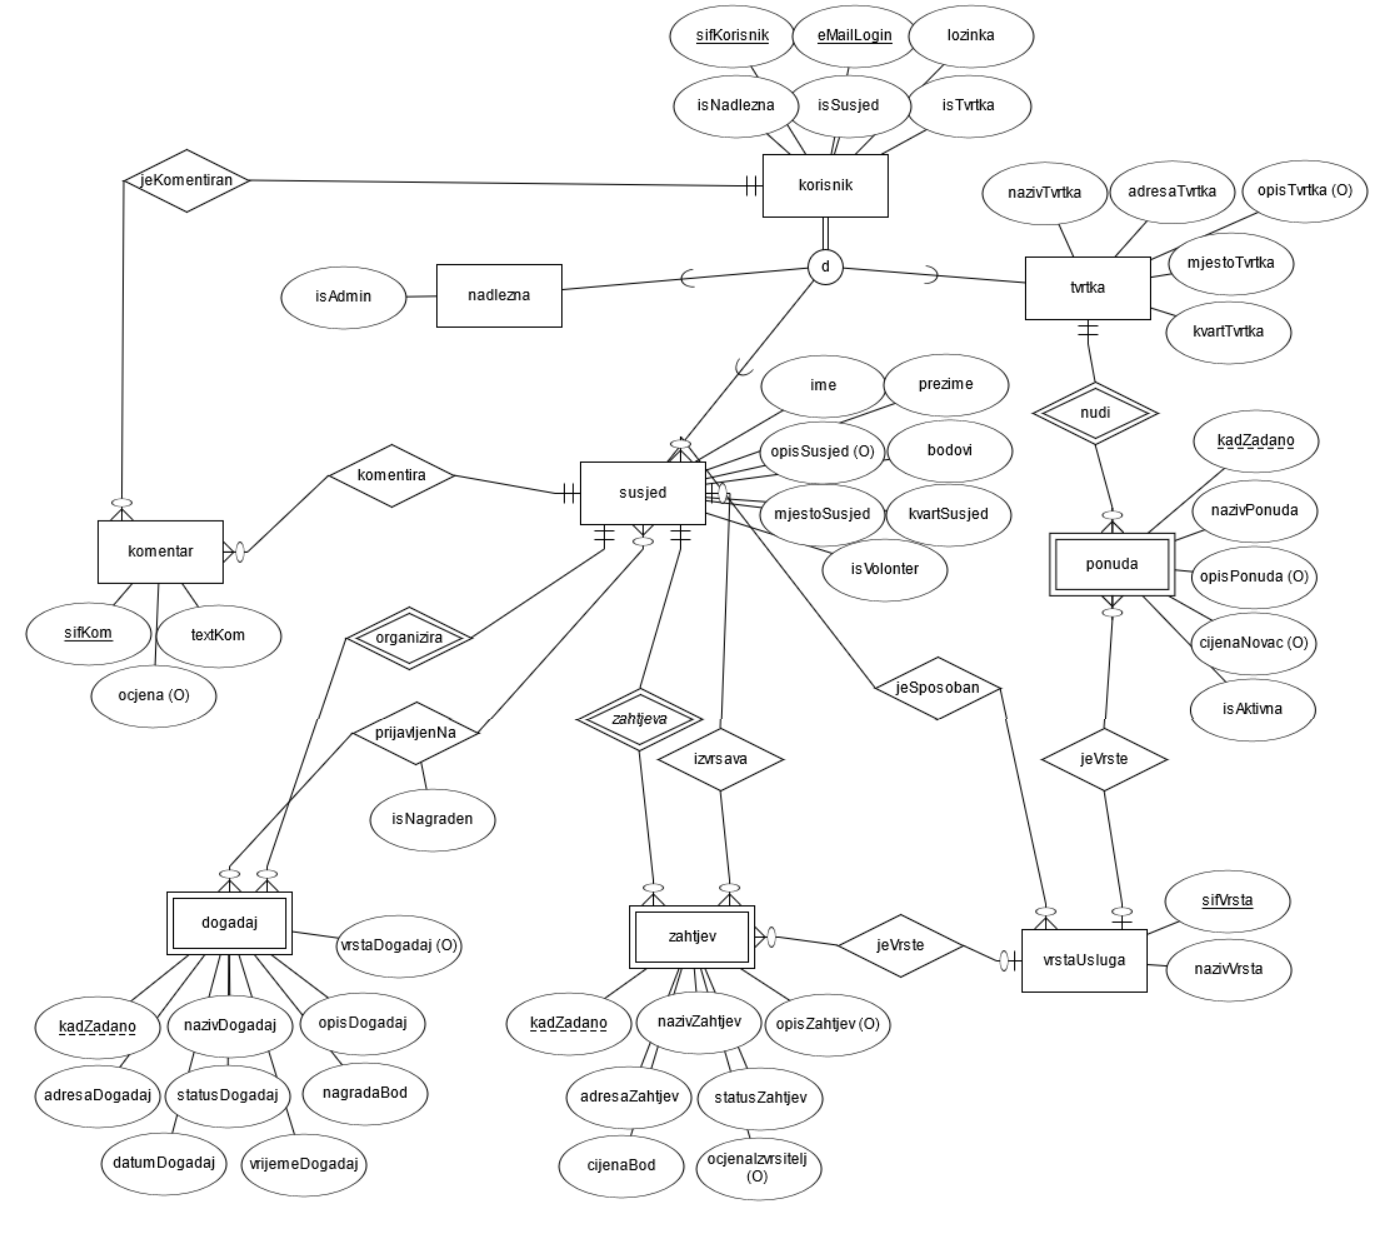 sifKorisnik
eMailLogin
lozinka
isNadlezna
isSusjed
isTvrtka
jeKomentiran
korisnik
nazivTvrtka
adresaTvrtka
opisTvrtka (O)
d
mjestoTvrtka
isAdmin
nadlezna
tvrtka
kvartTvrtka
ime
prezime
nudi
kadZadano
opisSusjed (O)
bodovi
komentira
susjed
mjestoSusjed
kvartSusjed
nazivPonuda
komentar
isVolonter
ponuda
opisPonuda (O)
sifKom
textKom
organizira
cijenaNovac (O)
ocjena (O)
jeSposoban
isAktivna
prijavljenNa
zahtjeva
izvrsava
jeVrste
isNagraden
sifVrsta
dogadaj
vrstaDogadaj (O)
zahtjev
jeVrste
vrstaUsluga
nazivVrsta
kadZadano
nazivDogadaj
opisDogadaj
kadZadano
nazivZahtjev
opisZahtjev (O)
adresaDogadaj
statusDogadaj
nagradaBod
adresaZahtjev
statusZahtjev
datumDogadaj
vrijemeDogadaj
cijenaBod
ocjenaIzvrsitelj
(O)